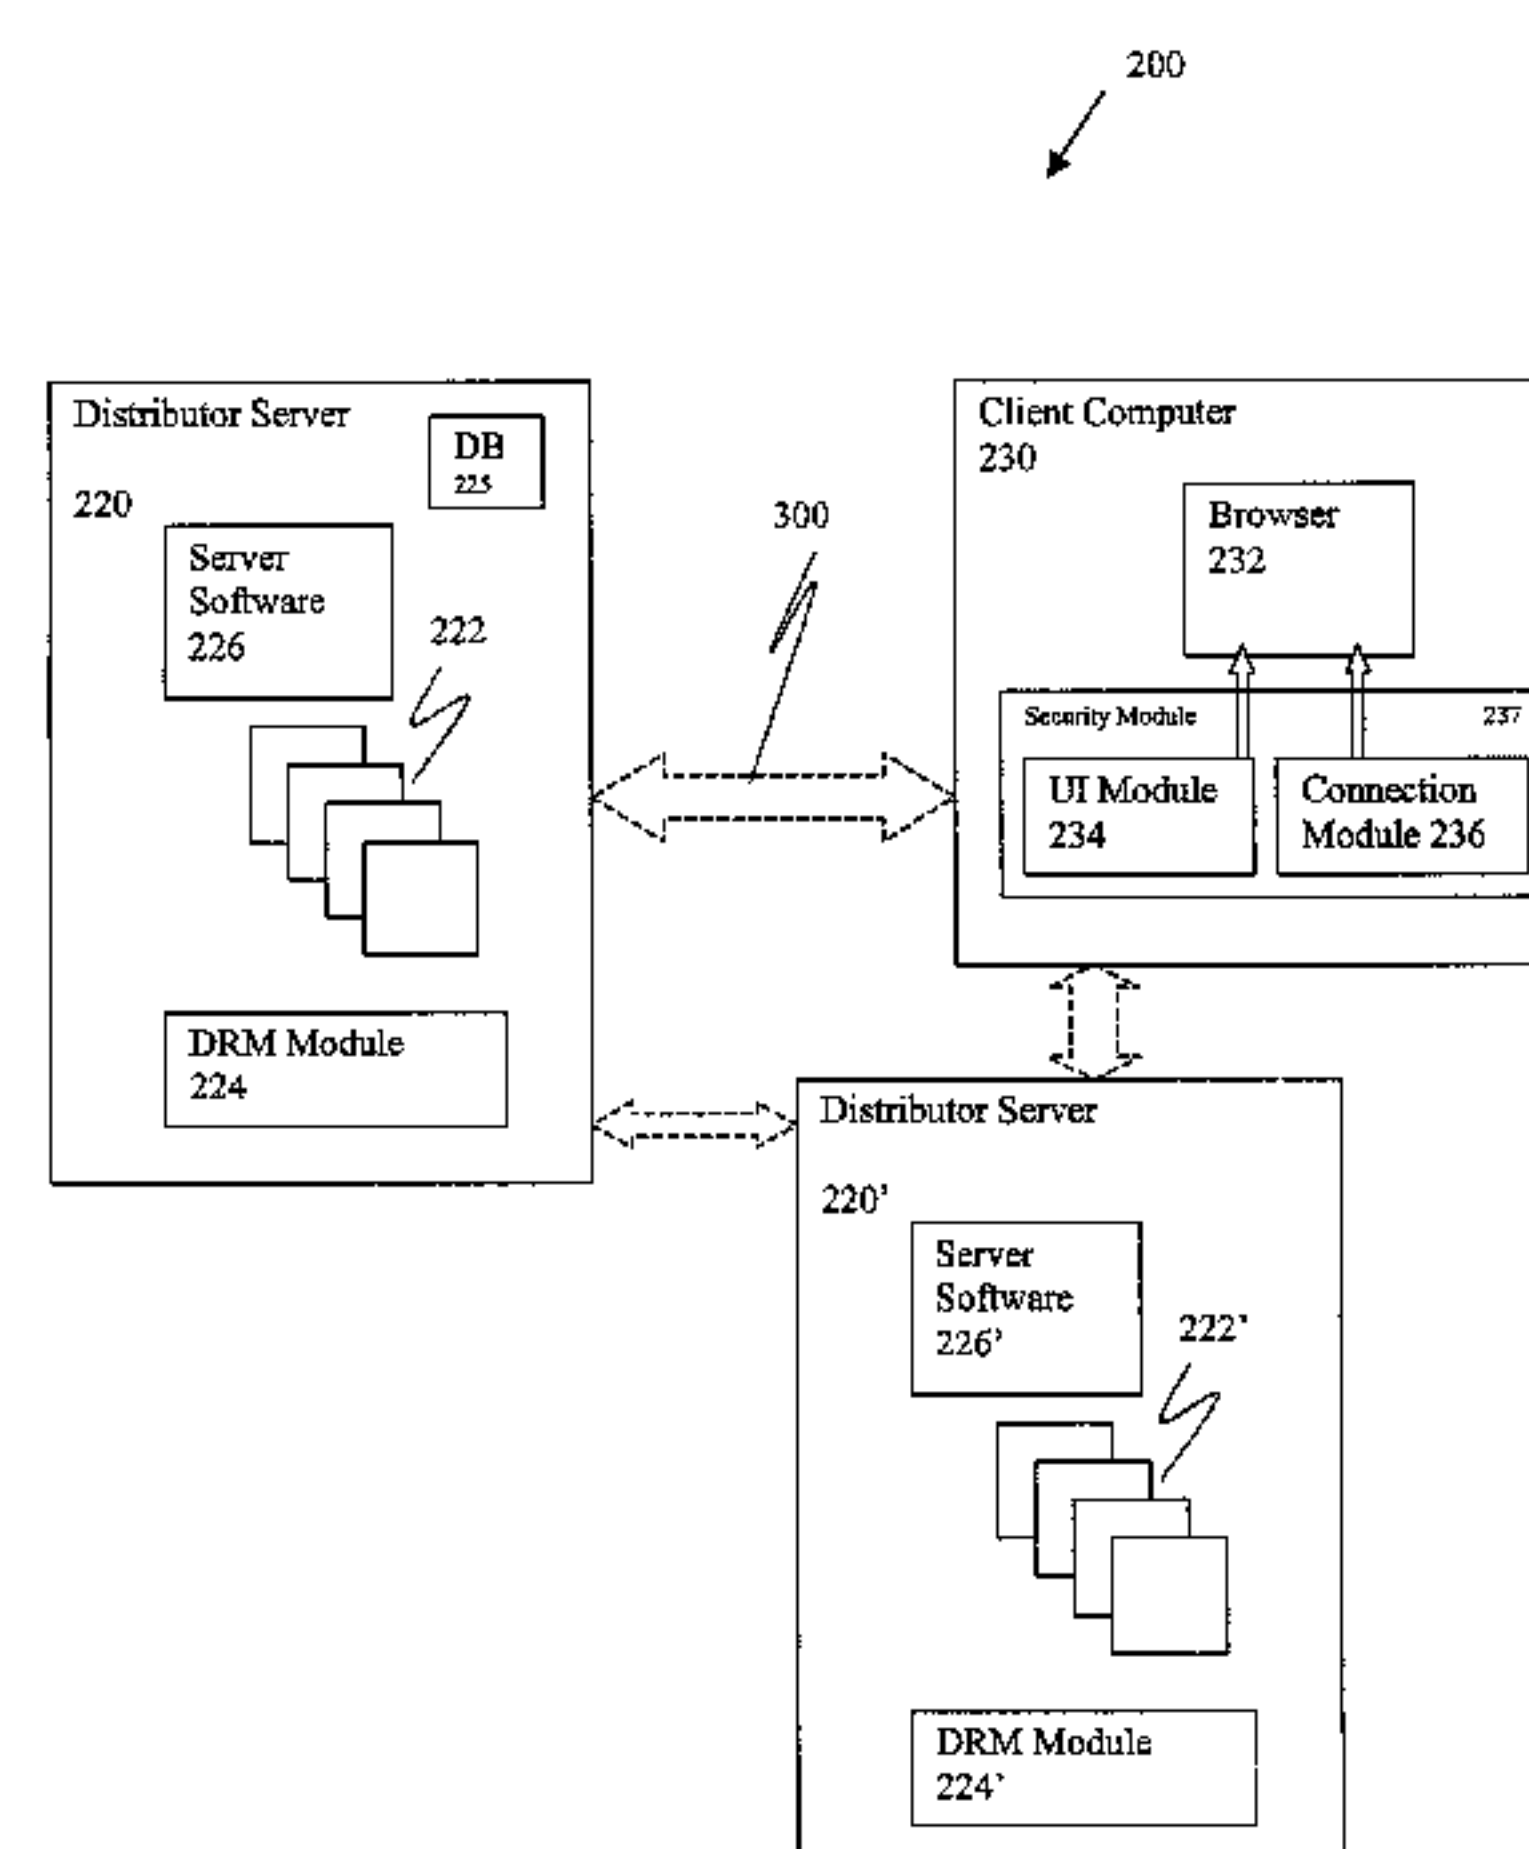 200
Distributor Server
DB
225
220
Server
Software
226
222
DRM Module
224
300
Client Computer
230
Browser
232
Security Module 237
UI Module
234
Connection
Module 236
Distributor Server
220'
Server
Software
226'
222'
DRM Module
224'